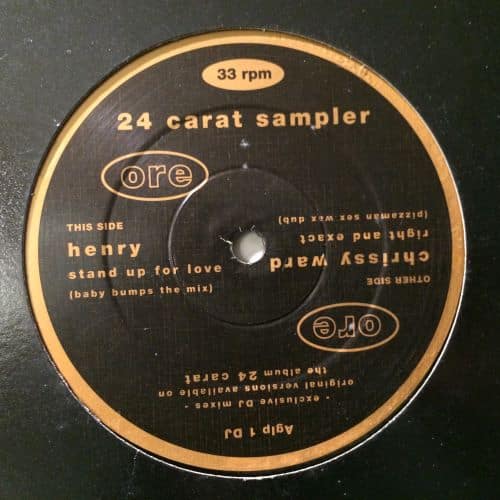 33 rpm
24 carat sampler
ore
THIS SIDE
henry
stand up for love
(baby bumps the mix)
ore
OTHER SIDE
chrissy ward
right and exact
(pizzaman sex wax dub)
Aglp 1 DJ
- exclusive DJ mixes -
original versions available on
the album 24 carat